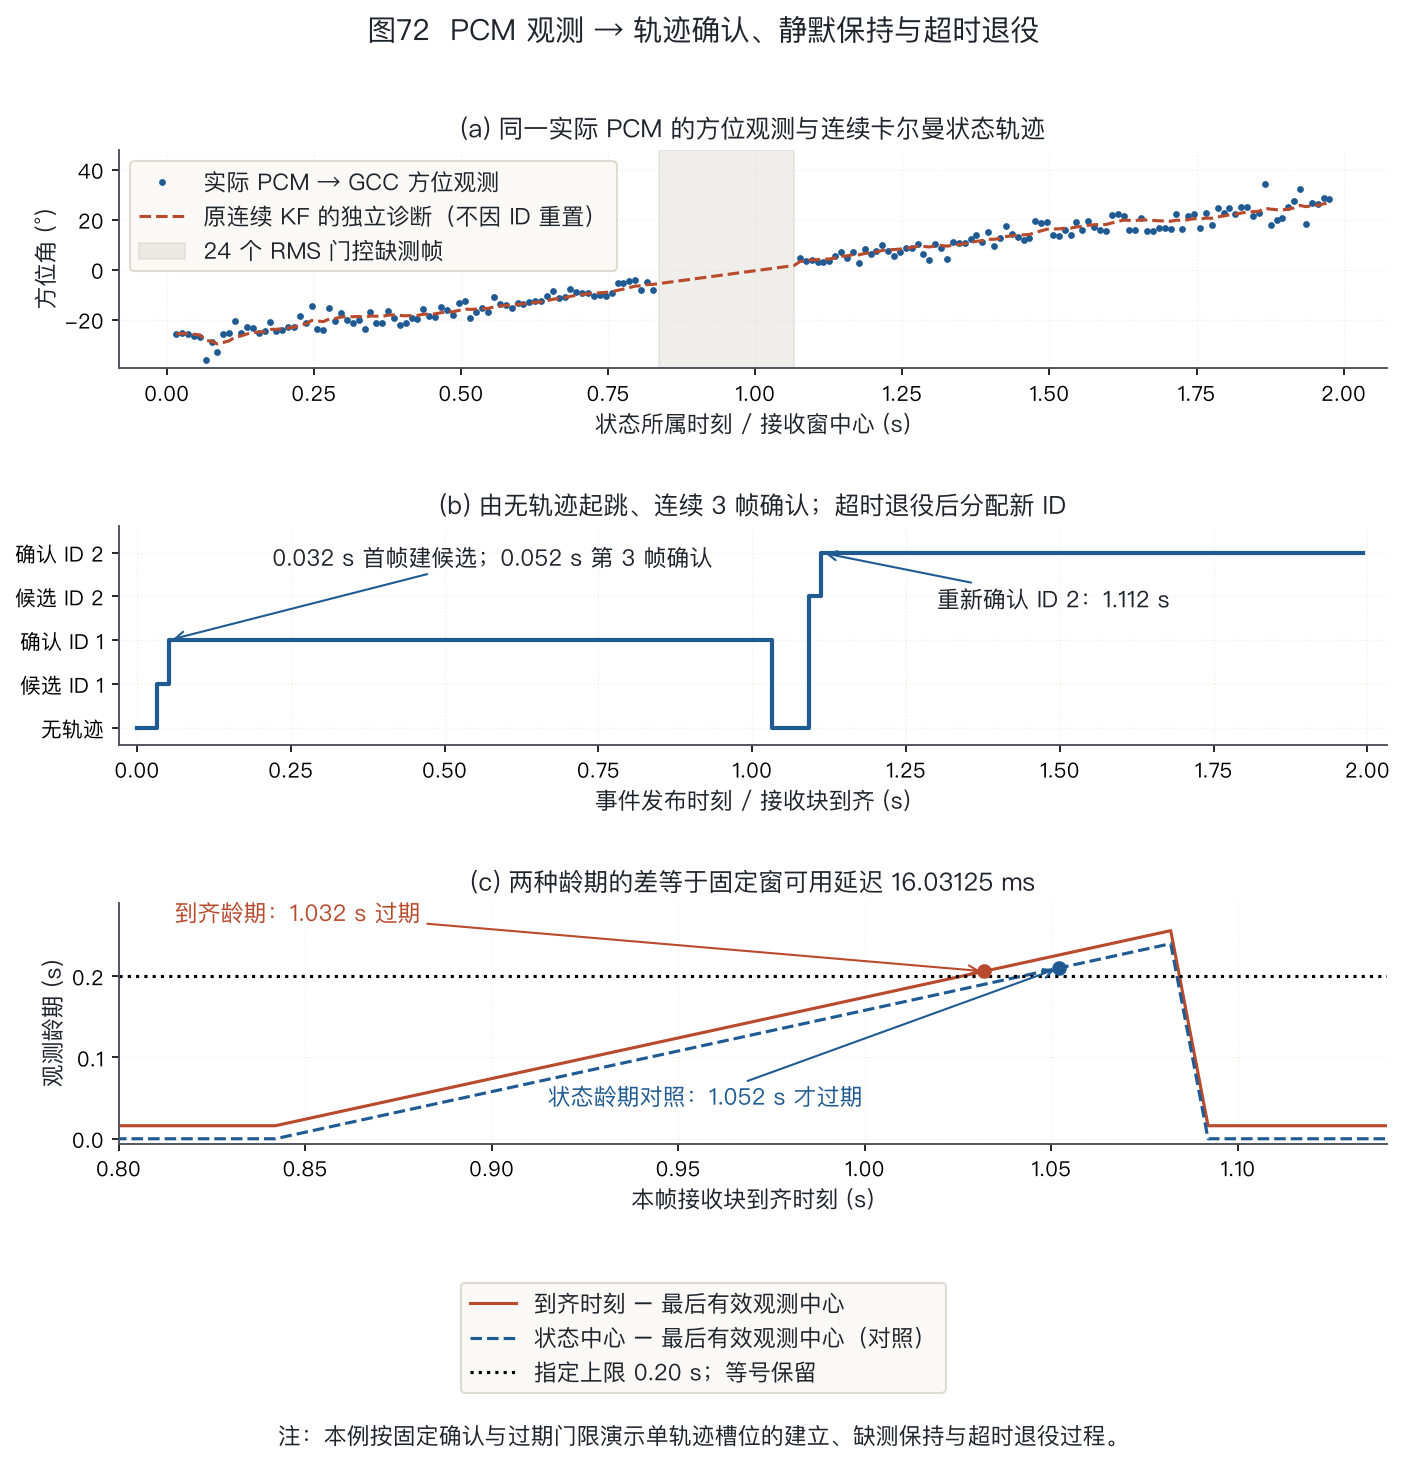 图72  PCM 观测 → 轨迹确认、静默保持与超时退役
(a) 同一实际 PCM 的方位观测与连续卡尔曼状态轨迹
实际 PCM → GCC 方位观测
原连续 KF 的独立诊断（不因 ID 重置）
24 个 RMS 门控缺测帧
方位角 (°)
40
20
0
−20
0.00 0.25 0.50 0.75 1.00 1.25 1.50 1.75 2.00
状态所属时刻 / 接收窗中心 (s)
(b) 由无轨迹起跳、连续 3 帧确认；超时退役后分配新 ID
确认 ID 2
候选 ID 2
确认 ID 1
候选 ID 1
无轨迹
0.032 s 首帧建候选；0.052 s 第 3 帧确认
重新确认 ID 2：1.112 s
0.00 0.25 0.50 0.75 1.00 1.25 1.50 1.75 2.00
事件发布时刻 / 接收块到齐 (s)
(c) 两种龄期的差等于固定窗可用延迟 16.03125 ms
到齐龄期：1.032 s 过期
状态龄期对照：1.052 s 才过期
观测龄期 (s)
0.2
0.1
0.0
0.80 0.85 0.90 0.95 1.00 1.05 1.10
本帧接收块到齐时刻 (s)
到齐时刻 − 最后有效观测中心
状态中心 − 最后有效观测中心（对照）
指定上限 0.20 s；等号保留
注：本例按固定确认与过期门限演示单轨迹槽位的建立、缺测保持与超时退役过程。